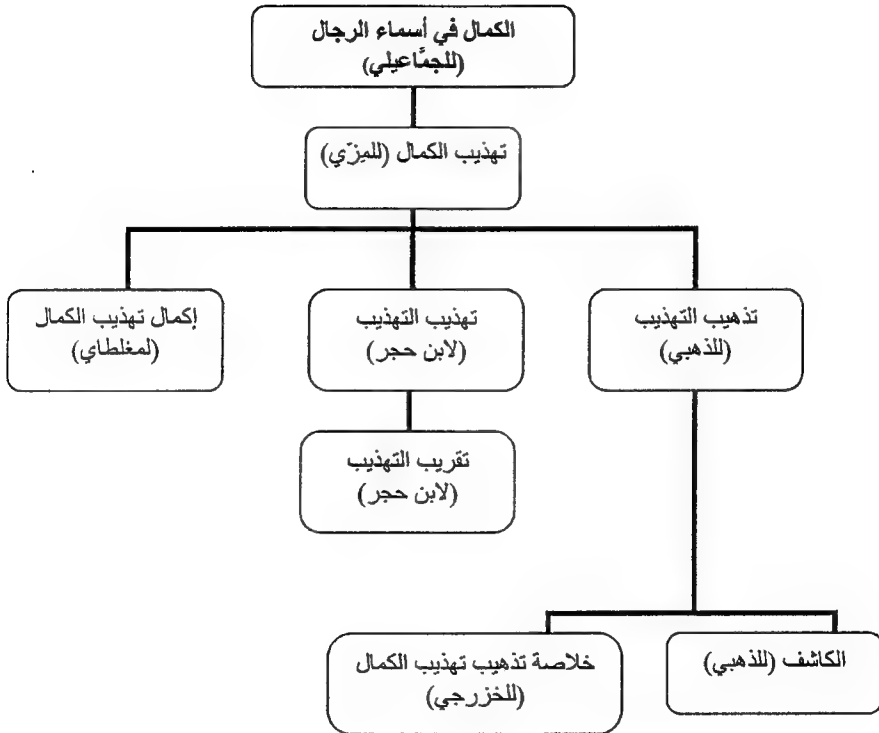 الكمال في أسماء الرجال
(للجمَّاعيلي)
تهذيب الكمال (للمِزّي)
تذهيب التهذيب
(للذهبي)
تهذيب التهذيب
(لابن حجر)
إكمال تهذيب الكمال
(لمغلطاي)
تقريب التهذيب
(لابن حجر)
الكاشف (للذهبي)
خلاصة تذهيب تهذيب الكمال
(للخزرجي)